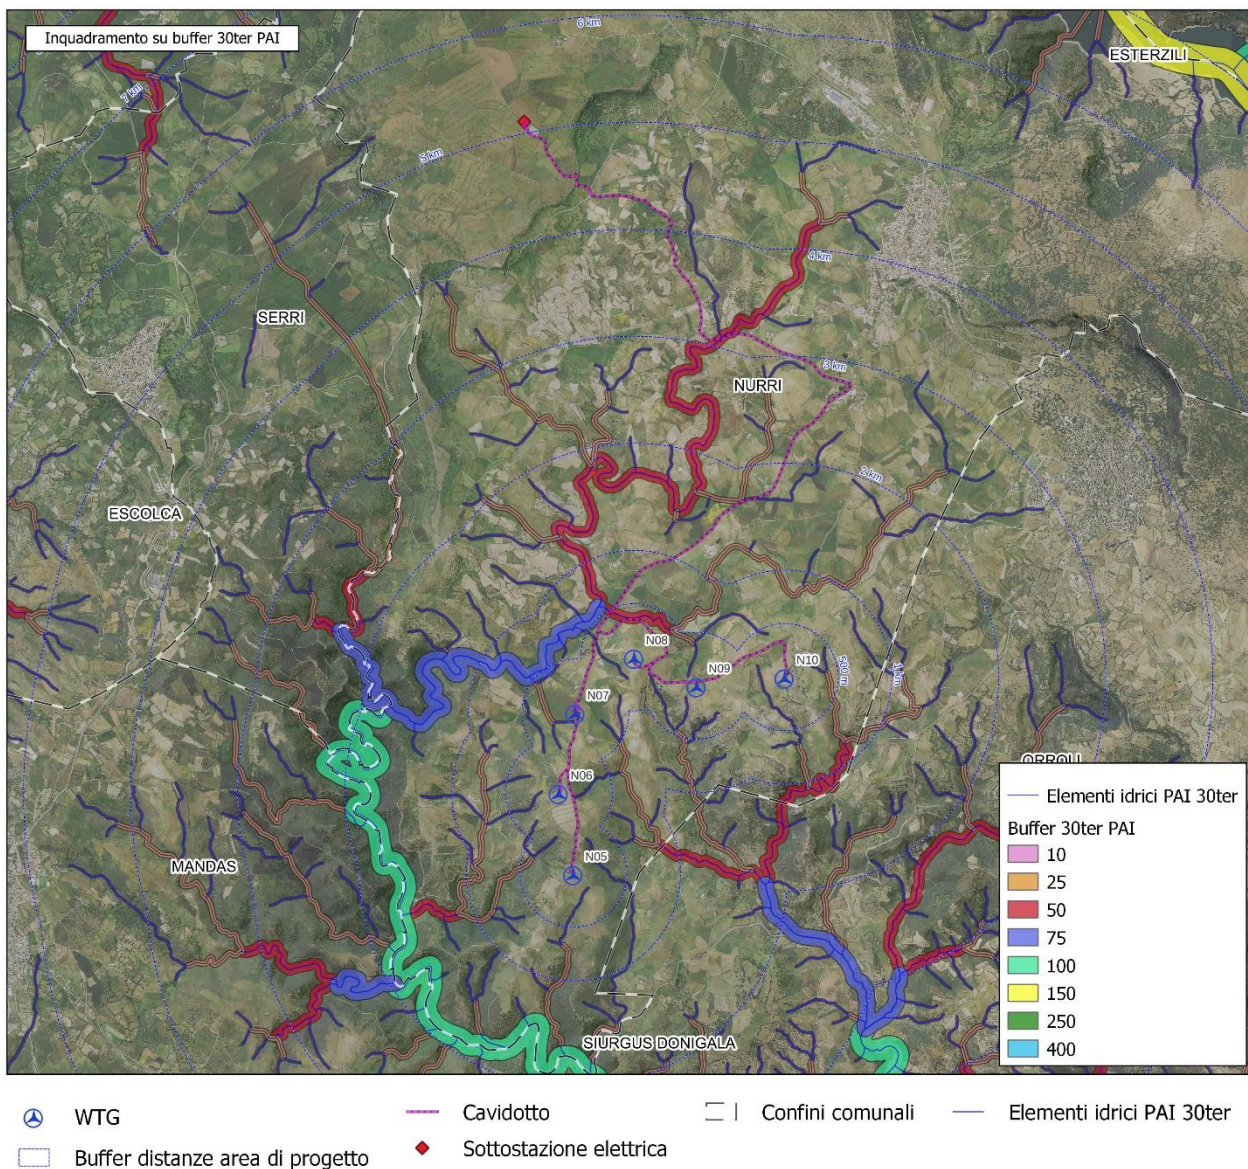 Inquadramento su buffer 30ter PAI
6 km
ESTERZILI
7 km
5 km
4 km
SERRI
3 km
NURRI
2 km
ESCOLCA
N08
N09
N10
500 m
1 km
N07
ORROLI
N06
N05
MANDAS
SIURGUS DONIGALA
Elementi idrici PAI 30ter
Buffer 30ter PAI
10
25
50
75
100
150
250
400
WTG
Cavidotto
Confini comunali
Elementi idrici PAI 30ter
Buffer distanze area di progetto
Sottostazione elettrica